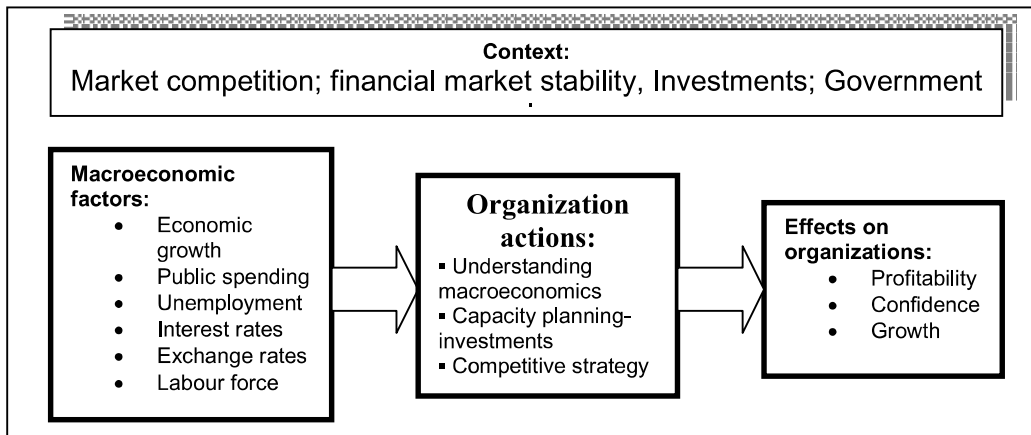 Context:
Market competition; financial market stability, Investments; Government
.
Macroeconomic
factors:
• Economic
growth
• Public spending
• Unemployment
• Interest rates
• Exchange rates
• Labour force
Organization
actions:
▪ Understanding
macroeconomics
▪ Capacity planning-
investments
▪ Competitive strategy
Effects on
organizations:
• Profitability
• Confidence
• Growth